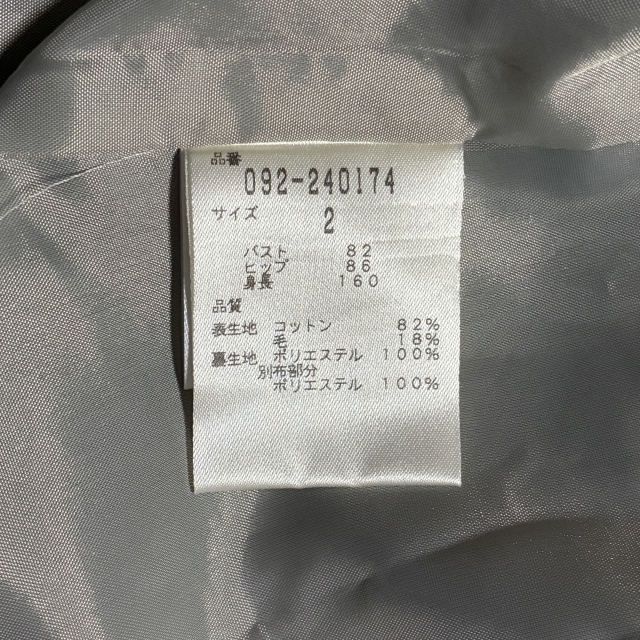 品番
092-240174
サイズ 2
バスト 82
ヒップ 86
身長 160
品質
表生地 コットン 82%
毛 18%
裏生地 ポリエステル 100%
別布部分
ポリエステル 100%